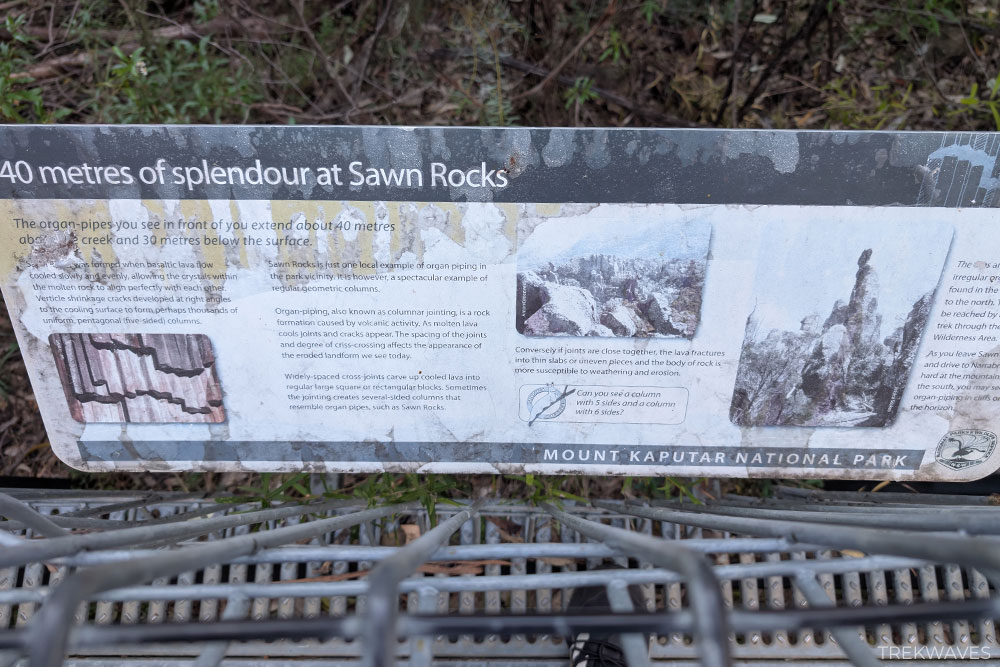 40 metres of splendour at Sawn Rocks
The organ-pipes you see in front of you extend about 40 metres
creek and 30 metres below the surface.
was formed when basaltic lava flow
cooled slowly and evenly, allowing the crystals within
the molten rock to align perfectly with each other.
Verticle shrinkage cracks developed at right angles
to the cooling surface to form perhaps thousands of
uniform, pentagonal (five-sided) columns.
Sawn Rocks is just one local example of organ piping in
the park vicinity. It is however, a spectacular example of
regular geometric columns.
Organ-piping, also known as columnar jointing, is a rock
formation caused by volcanic activity. As molten lava
cools joints and cracks appear. The spacing of the joints
and degree of criss-crossing affects the appearance of
the eroded landform we see today.
Widely-spaced cross-joints carve up cooled lava into
regular large square or rectangular blocks. Sometimes
the jointing creates several-sided columns that
resemble organ pipes, such as Sawn Rocks.
Conversely if joints are close together, the lava fractures
into thin slabs or uneven pieces and the body of rock is
more susceptible to weathering and erosion.
Can you see a column
with 5 sides and a column
with 6 sides?
The
irregular
found in the
to the north.
be reached by
trek through the
Wilderness Area.
As you leave Sawn
and drive to Narrab
hard at the mountain
the south, you may se
organ-piping in cliffs
the horizon.
MOUNT KAPUTAR NATIONAL PARK
TREKWAVES